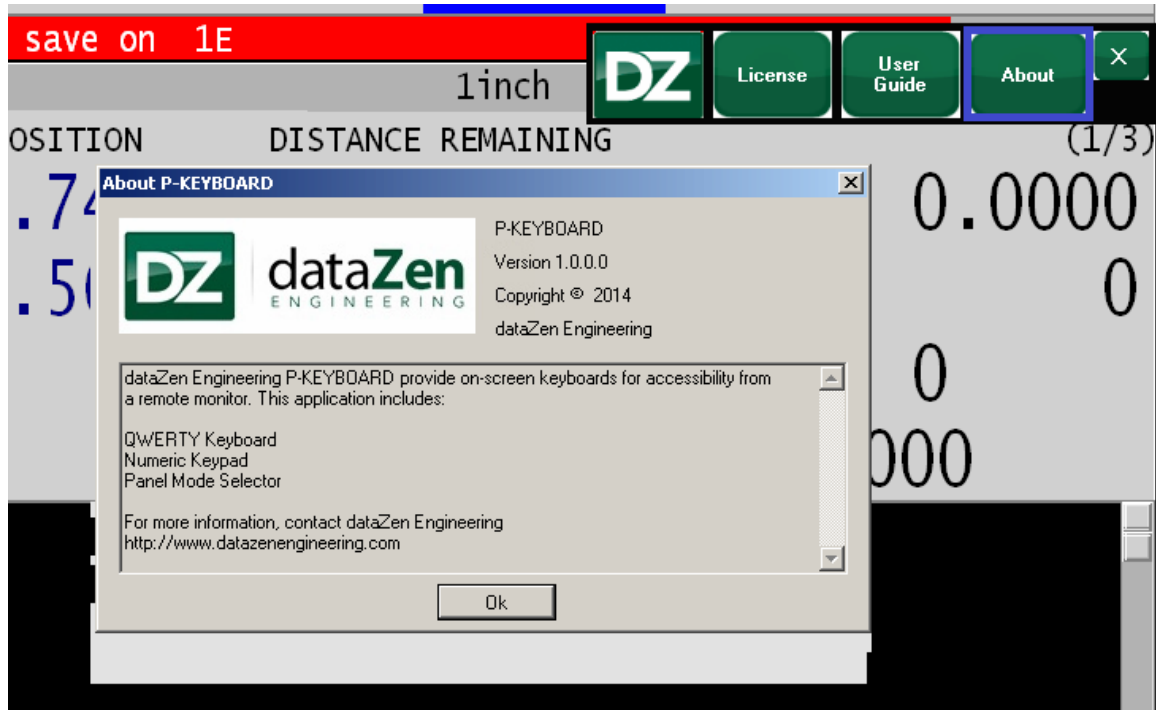 save on 1E
1inch
DZ
License
User
Guide
About
X
OSITION DISTANCE REMAINING (1/3)
About P-KEYBOARD
.74 0.0000
DZ dataZen
ENGINEERING
P-KEYBOARD
Version 1.0.0.0
Copyright © 2014
dataZen Engineering
0
dataZen Engineering P-KEYBOARD provide on-screen keyboards for accessibility from
a remote monitor. This application includes:
0
QWERTY Keyboard
Numeric Keypad
Panel Mode Selector
000
For more information, contact dataZen Engineering
http://www.datazenengineering.com
Ok